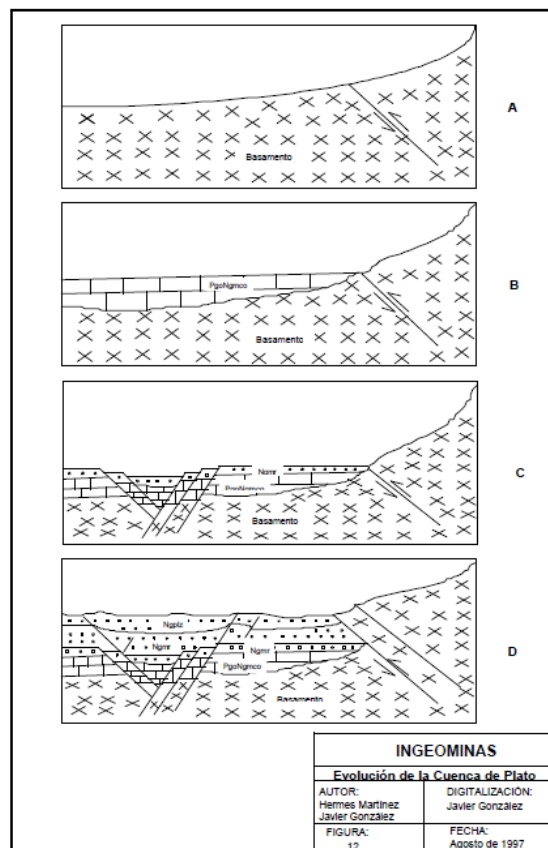 Basamento
A
PgoNgmco
Basamento
B
Ngmr
PgoNgmco
Basamento
C
Ngplz
Ngmr
Ngmr
PgoNgmco
Basamento
D
INGEOMINAS
Evolución de la Cuenca de Plato
AUTOR:
Hermes Martínez
Javier González
DIGITALIZACIÓN:
Javier González
FIGURA:
12
FECHA:
Agosto de 1997